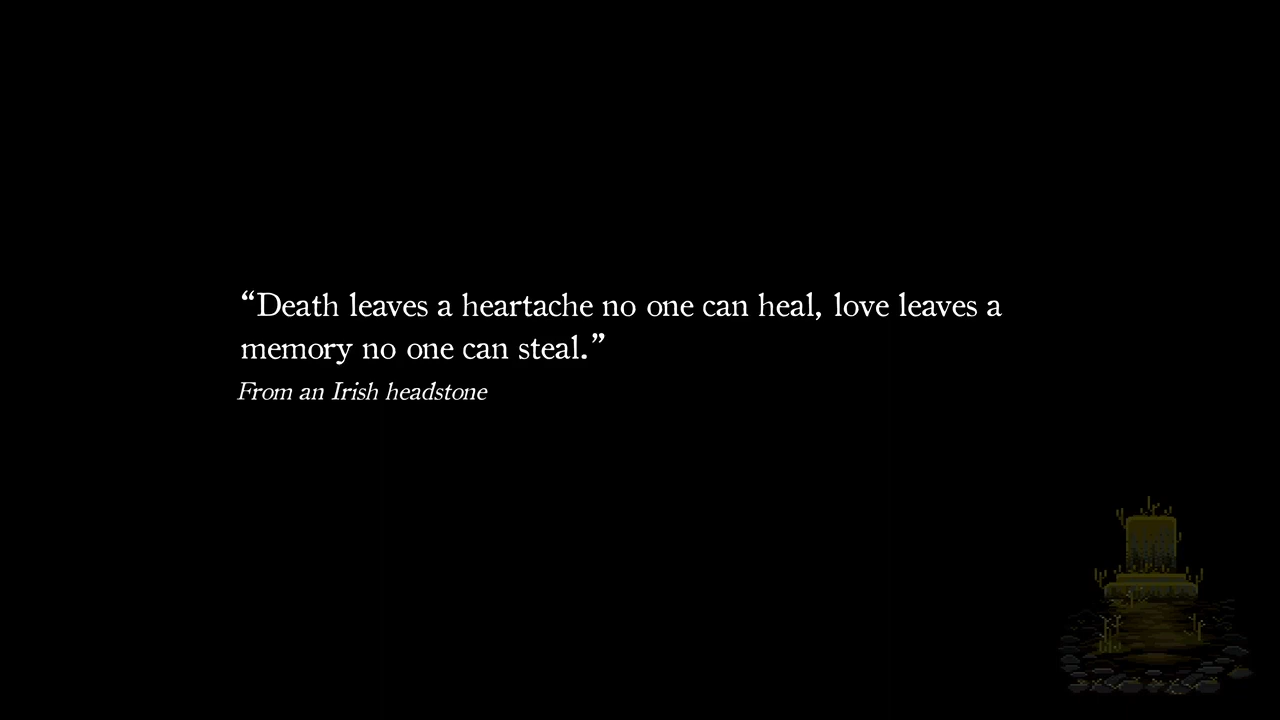 “Death leaves a heartache no one can heal, love leaves a
memory no one can steal.”
From an Irish headstone